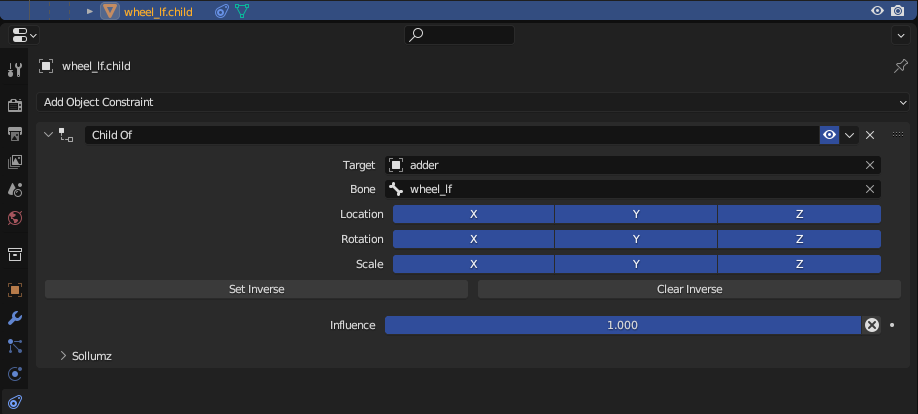 wheel_lf.child
wheel_lf.child
Add Object Constraint
Child Of
Target adder
Bone wheel_lf
Location X Y Z
Rotation X Y Z
Scale X Y Z
Set Inverse Clear Inverse
Influence 1.000
Sollumz